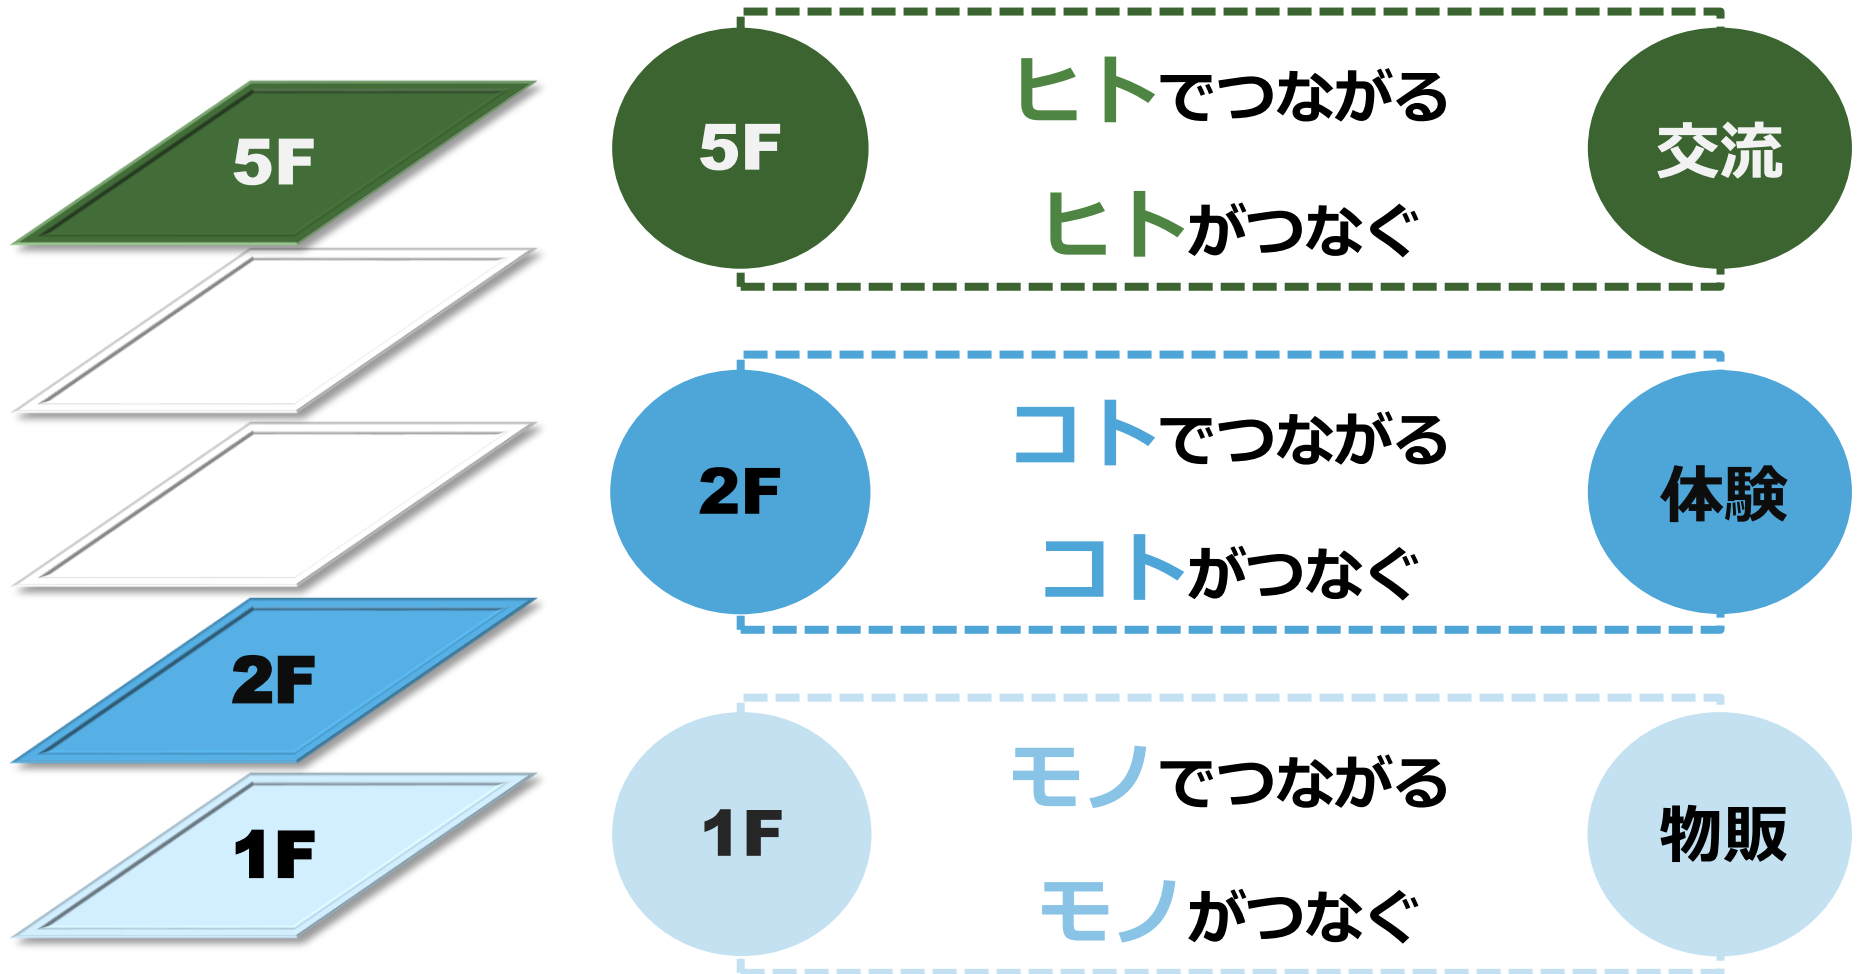 5F
2F
1F
5F
ヒトでつながる
ヒトがつなぐ
交流
2F
コトでつながる
コトがつなぐ
体験
1F
モノでつながる
モノがつなぐ
物販